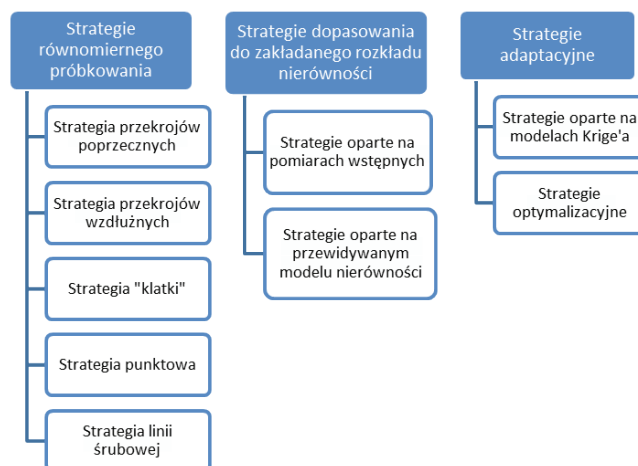 Strategie
równomiernego
próbkowania
Strategia przekrojów
poprzecznych
Strategia przekrojów
wzdłużnych
Strategia "klatki"
Strategia punktowa
Strategia linii
śrubowej
Strategie dopasowania
do zakładanego rozkładu
nierówności
Strategie oparte na
pomiarach wstępnych
Strategie oparte na
przewidywanym
modelu nierówności
Strategie
adaptacyjne
Strategie oparte na
modelach Krige'a
Strategie
optymalizacyjne